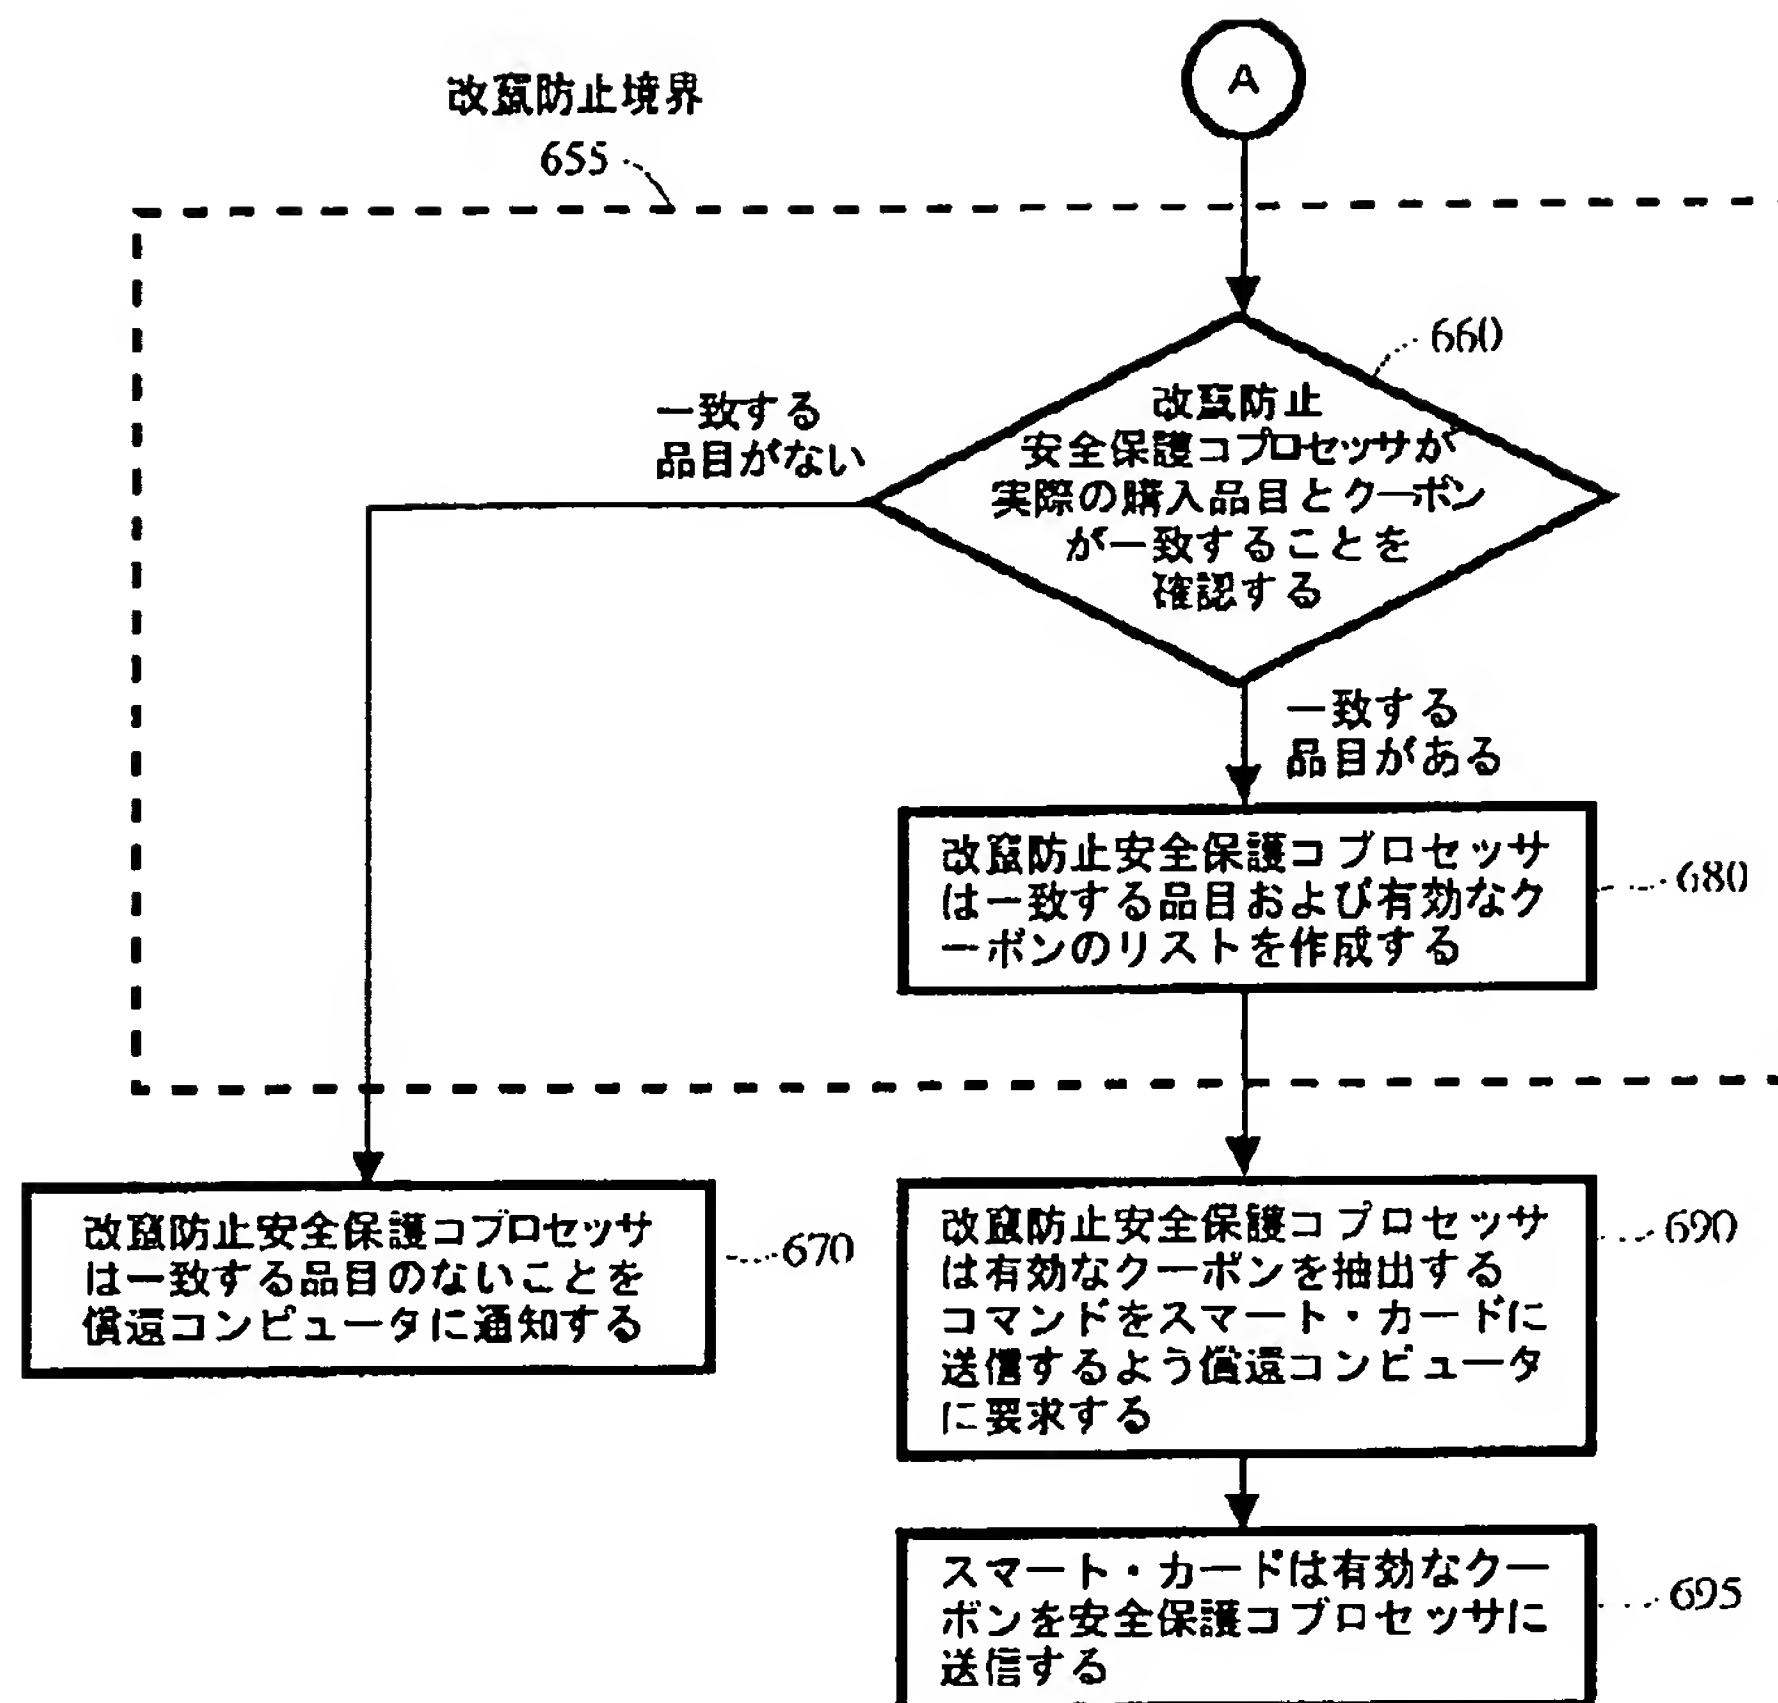 A
改竄防止境界
655
660
改竄防止
安全保護コプロセッサが
実際の購入品目とクーポン
が一致することを
確認する
一致する
品目がない
一致する
品目がある
改竄防止安全保護コプロセッサ
は一致する品目および有効なク
ーポンのリストを作成する
680
改竄防止安全保護コプロセッサ
は一致する品目のないことを
償還コンピュータに通知する
670
改竄防止安全保護コプロセッサ
は有効なクーポンを抽出する
コマンドをスマート・カードに
送信するよう償還コンピュータ
に要求する
690
スマート・カードは有効なクー
ポンを安全保護コプロセッサに
送信する
695